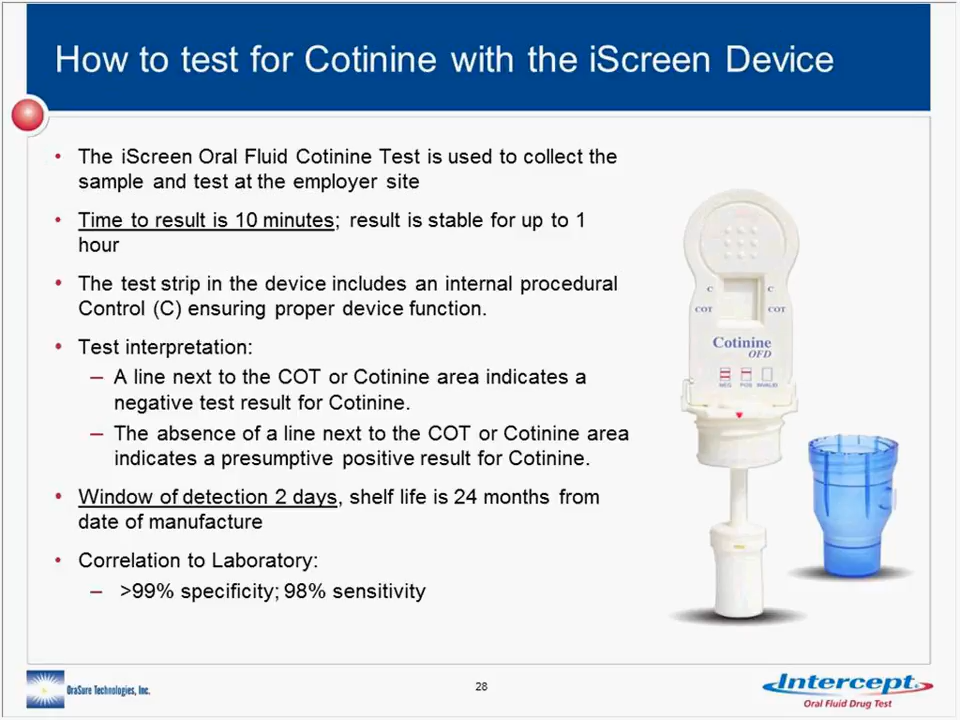 How to test for Cotinine with the iScreen Device
• The iScreen Oral Fluid Cotinine Test is used to collect the
sample and test at the employer site
• Time to result is 10 minutes; result is stable for up to 1
hour
• The test strip in the device includes an internal procedural
Control (C) ensuring proper device function.
• Test interpretation:
– A line next to the COT or Cotinine area indicates a
negative test result for Cotinine.
– The absence of a line next to the COT or Cotinine area
indicates a presumptive positive result for Cotinine.
• Window of detection 2 days, shelf life is 24 months from
date of manufacture
• Correlation to Laboratory:
– >99% specificity; 98% sensitivity
C C
COT COT
Cotinine
OFD
NEG POS INVALID
OraSure Technologies, Inc.
28
Intercept
Oral Fluid Drug Test